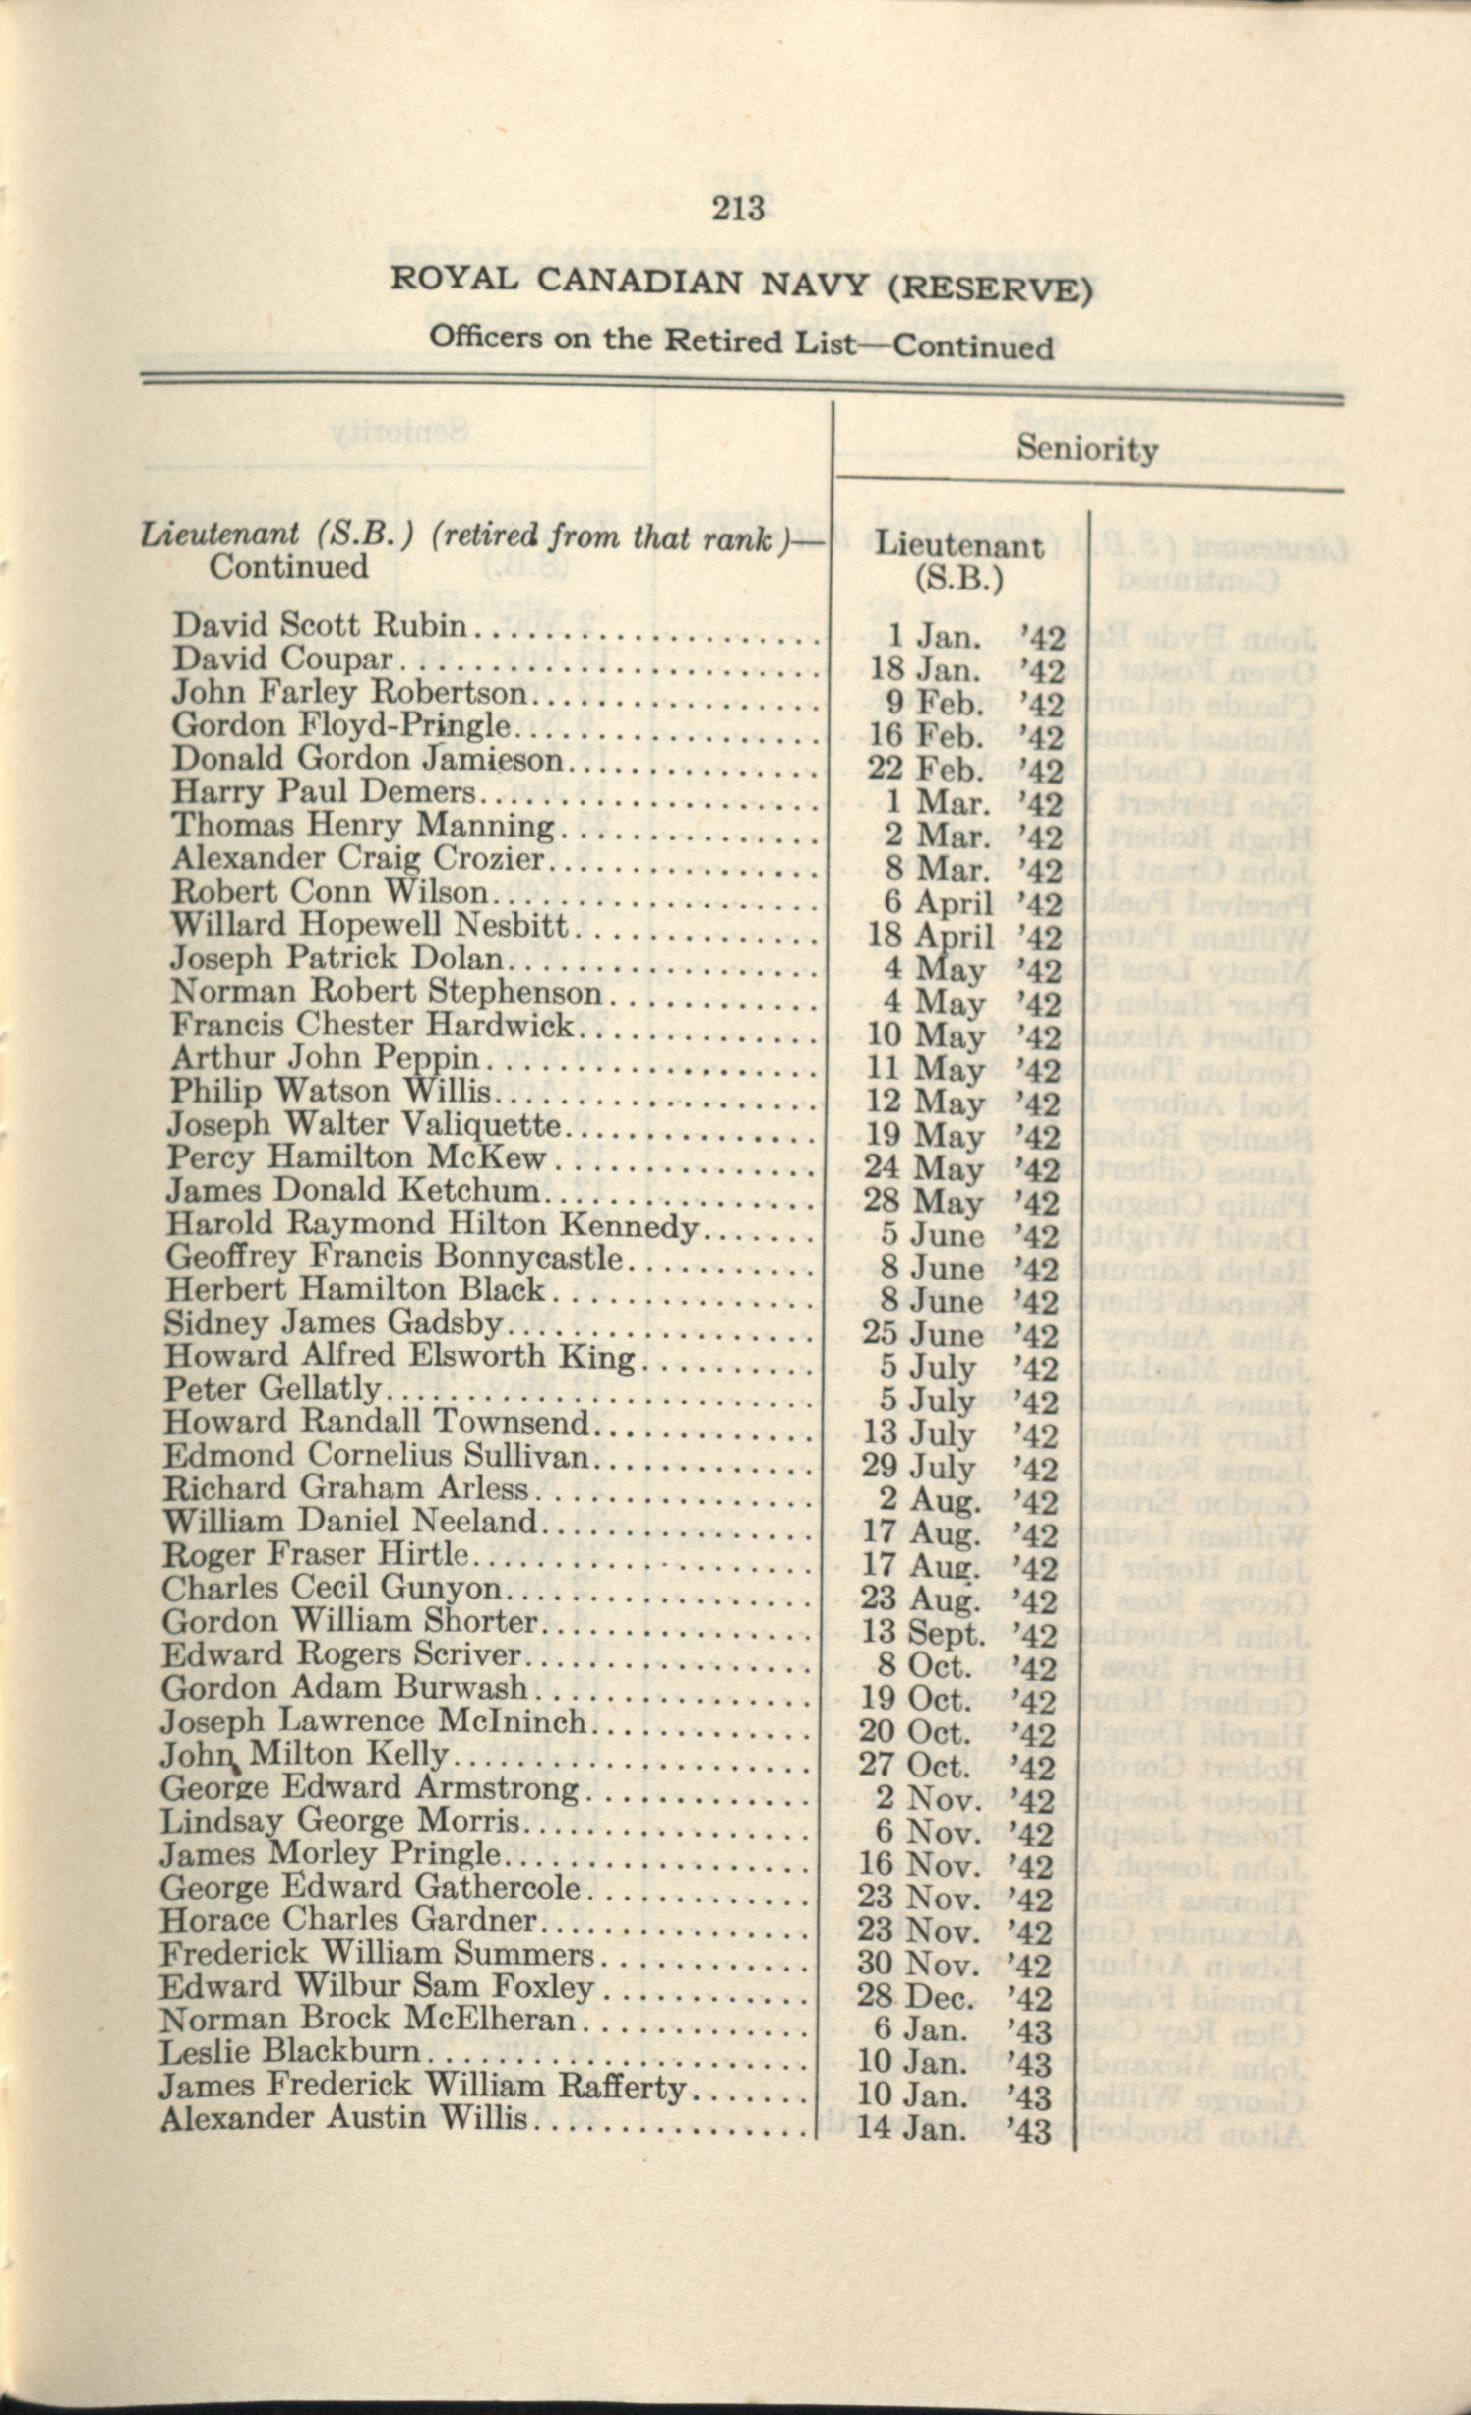 213
ROYAL CANADIAN NAVY (RESERVE)
Officers on the Retired List—Continued
Seniority
Lieutenant (S.B.) (retired from that rank)—
Continued
Lieutenant
(S.B.)
David Scott Rubin 1 Jan. '42
David Coupar 18 Jan. '42
John Farley Robertson 9 Feb. '42
Gordon Floyd-Pringle 16 Feb. '42
Donald Gordon Jamieson 22 Feb. '42
Harry Paul Demers 1 Mar. '42
Thomas Henry Manning 2 Mar. '42
Alexander Craig Crozier 8 Mar. '42
Robert Conn Wilson 6 April '42
Willard Hopewell Nesbitt 18 April '42
Joseph Patrick Dolan 4 May '42
Norman Robert Stephenson 4 May '42
Francis Chester Hardwick 10 May '42
Arthur John Peppin 11 May '42
Philip Watson Willis 12 May '42
Joseph Walter Valiquette 19 May '42
Percy Hamilton McKew 24 May '42
James Donald Ketchum 28 May '42
Harold Raymond Hilton Kennedy 5 June '42
Geoffrey Francis Bonnycastle 8 June '42
Herbert Hamilton Black 8 June '42
Sidney James Gadsby 25 June '42
Howard Alfred Elsworth King 5 July '42
Peter Gellatly 5 July '42
Howard Randall Townsend 13 July '42
Edmond Cornelius Sullivan 29 July '42
Richard Graham Arless 2 Aug. '42
William Daniel Neeland 17 Aug. '42
Roger Fraser Hirtle 17 Aug. '42
Charles Cecil Gunyon 23 Aug. '42
Gordon William Shorter 13 Sept. '42
Edward Rogers Scriver 8 Oct. '42
Gordon Adam Burwash 19 Oct. '42
Joseph Lawrence McIninch 20 Oct. '42
John Milton Kelly 27 Oct. '42
George Edward Armstrong 2 Nov. '42
Lindsay George Morris 6 Nov. '42
James Morley Pringle 16 Nov. '42
George Edward Gathercole 23 Nov. '42
Horace Charles Gardner 23 Nov. '42
Frederick William Summers 30 Nov. '42
Edward Wilbur Sam Foxley 28 Dec. '42
Norman Brock McElheran 6 Jan. '43
Leslie Blackburn 10 Jan. '43
James Frederick William Rafferty 10 Jan. '43
Alexander Austin Willis 14 Jan. '43